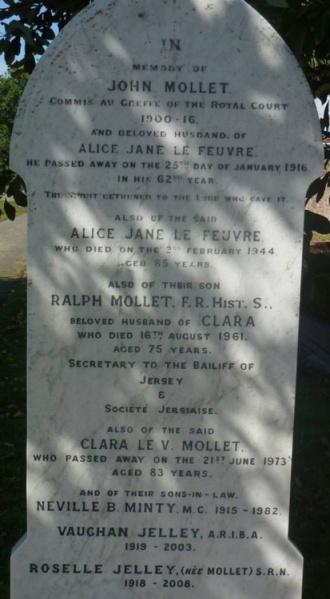 IN
MEMORY OF
JOHN MOLLET.
COMMIS AU GREFFE OF THE ROYAL COURT
1900-16.
AND BELOVED HUSBAND OF
ALICE JANE LE FEUVRE.
HE PASSED AWAY ON THE 25TH DAY OF JANUARY 1916
IN HIS 62ND YEAR.
THE SPIRIT RETURNED TO THE LORD WHO GAVE IT.
ALSO OF THE SAID
ALICE JANE LE FEUVRE.
WHO DIED ON THE 2ND FEBRUARY 1944
AGED 85 YEARS.
ALSO OF THEIR SON
RALPH MOLLET, F.R. HIST. S.,
BELOVED HUSBAND OF CLARA
WHO DIED 16TH AUGUST 1961.
AGED 75 YEARS.
SECRETARY TO THE BAILIFF OF
JERSEY
&
SOCIÉTÉ JERSIAISE.
ALSO OF THE SAID
CLARA LE V. MOLLET.
WHO PASSED AWAY ON THE 21ST JUNE 1973
AGED 83 YEARS.
AND OF THEIR SONS-IN-LAW.
NEVILLE B. MINTY, M.C. 1915 - 1982.
VAUGHAN JELLEY, A.R.I.B.A.
1919 - 2003.
ROSELLE JELLEY, (NÉE MOLLET) S.R.N.
1918 - 2008.